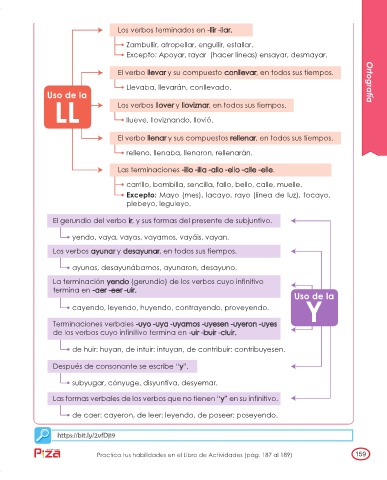 Los verbos terminados en -llir -llar.
Zambullir, atropellar, engullir, estallar.
Excepto: Apoyar, rayar (hacer líneas) ensayar, desmayar.
Ortografía
El verbo llevar y su compuesto conllevar, en todos sus tiempos.
Llevaba, llevarán, conllevado.
Uso de la
LL
Los verbos llover y lloviznar, en todos sus tiempos.
llueve, lloviznando, llovió.
El verbo llenar y sus compuestos rellenar, en todos sus tiempos.
relleno, llenaba, llenaron, rellenarán.
Las terminaciones -illo -illa -allo -ello -alle -elle.
carrillo, bombilla, sencilla, fallo, bello, calle, muelle.
Excepto: Mayo (mes), lacayo, rayo (línea de luz), tocayo,
plebeyo, leguleyo.
El gerundio del verbo ir, y sus formas del presente de subjuntivo.
yendo, vaya, vayas, vayamos, vayáis, vayan.
Los verbos ayunar y desayunar, en todos sus tiempos.
ayunas, desayunábamos, ayunaron, desayuno.
La terminación yendo (gerundio) de los verbos cuyo infinitivo
termina en -aer -eer -uir.
cayendo, leyendo, huyendo, contrayendo, proveyendo.
Uso de la
Y
Terminaciones verbales -uyo -uya -uyamos -uyesen -uyeron -uyes
de los verbos cuyo infinitivo termina en -uir -buir -cluir.
de huir: huyan, de intuir: intuyan, de contribuir: contribuyesen.
Después de consonante se escribe "y".
subyugar, cónyuge, disyuntiva, desyemar.
Las formas verbales de los verbos que no tienen "y" en su infinitivo.
de caer: cayeron, de leer: leyendo, de poseer: poseyendo.
https://bit.ly/2vfDjt9
Practica tus habilidades en el Libro de Actividades (pág. 187 al 189)
159